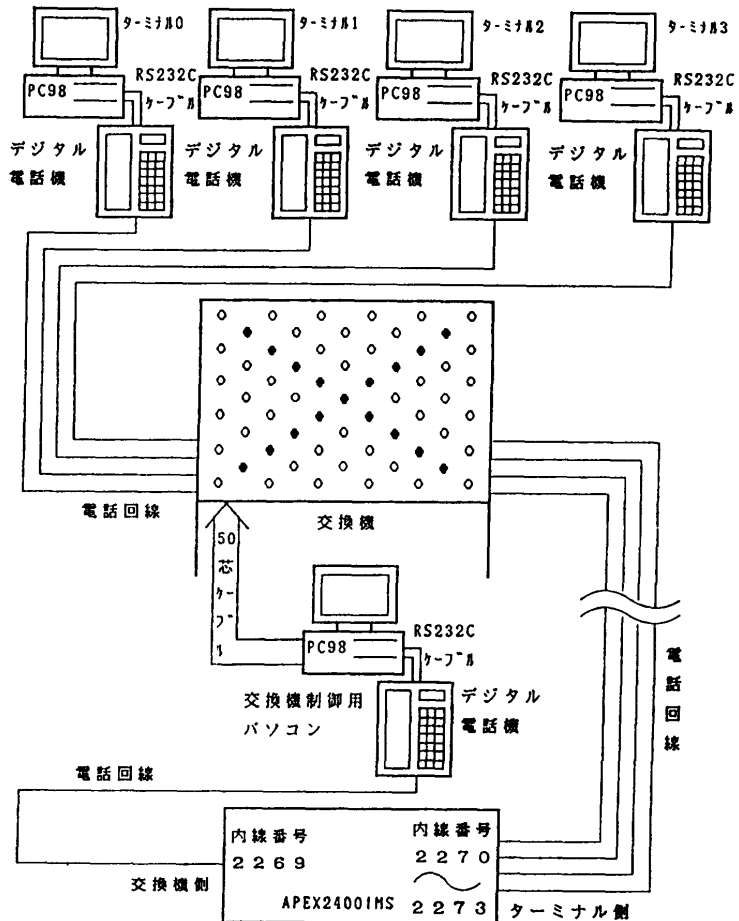 ターミナル0
ターミナル1
ターミナル2
ターミナル3
PC98
RS232C
ケーブル
PC98
RS232C
ケーブル
PC98
RS232C
ケーブル
PC98
RS232C
ケーブル
デジタル
電話機
デジタル
電話機
デジタル
電話機
デジタル
電話機
電話回線
交換機
50
芯
ケーブル
PC98
RS232C
ケーブル
交換機制御用
パソコン
デジタル
電話機
電話回線
電話回線
内線番号
2269
内線番号
2270
2273
交換機側
APEX2400IMS
ターミナル側